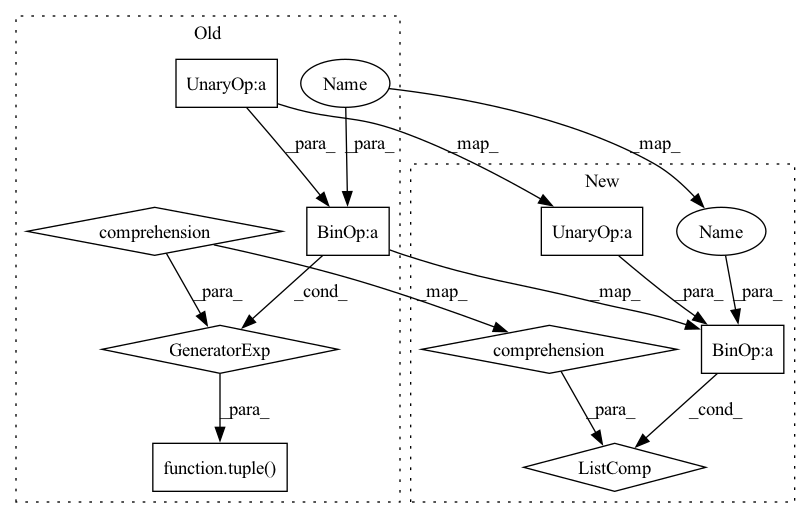 Old
UnaryOp:a
Name
_para_
_para_
_map_
_map_
New
comprehension
BinOp:a
UnaryOp:a
Name
_para_
_cond_
_map_
_map_
_para_
_para_
GeneratorExp
comprehension
BinOp:a
_para_
_para_
_cond_
function.tuple()
ListComp